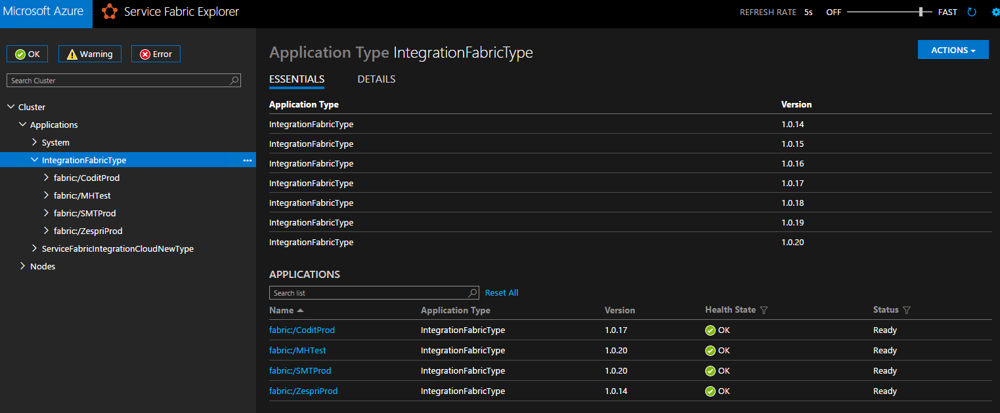 Microsoft Azure Service Fabric Explorer REFRESH RATE 5s OFF FAST
OK Warning Error
Search Cluster
Cluster
Applications
System
IntegrationFabricType
fabric:/CoditProd
fabric:/MHTest
fabric:/SMTProd
fabric:/ZespriProd
ServiceFabricIntegrationCloudNewType
Nodes
Application Type IntegrationFabricType ACTIONS
ESSENTIALS DETAILS
Application Type Version
IntegrationFabricType 1.0.14
IntegrationFabricType 1.0.15
IntegrationFabricType 1.0.16
IntegrationFabricType 1.0.17
IntegrationFabricType 1.0.18
IntegrationFabricType 1.0.19
IntegrationFabricType 1.0.20
APPLICATIONS
Search list Reset All
Name Application Type Version Health State Status
fabric:/CoditProd IntegrationFabricType 1.0.17 OK Ready
fabric:/MHTest IntegrationFabricType 1.0.20 OK Ready
fabric:/SMTProd IntegrationFabricType 1.0.20 OK Ready
fabric:/ZespriProd IntegrationFabricType 1.0.14 OK Ready